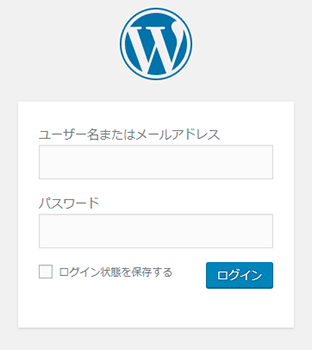 ユーザー名またはメールアドレス
パスワード
ログイン状態を保存する
ログイン